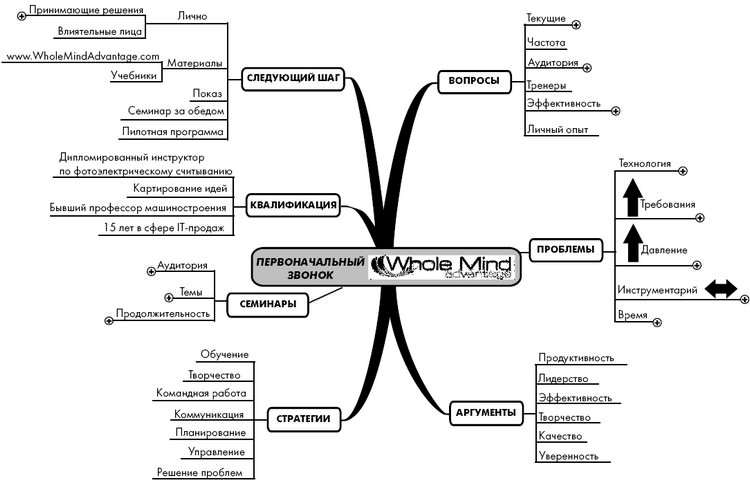 Принимающие решения
Лично
Влиятельные лица
www.WholeMindAdvantage.com
Материалы
Учебники
СЛЕДУЮЩИЙ ШАГ
Показ
Семинар за обедом
Пилотная программа
Дипломированный инструктор
по фотоэлектрическому считыванию
Картирование идей
КВАЛИФИКАЦИЯ
Бывший профессор машиностроения
15 лет в сфере IT-продаж
ПЕРВОНАЧАЛЬНЫЙ
ЗВОНОК
Whole Mind
advantage
Аудитория
Темы
СЕМИНАРЫ
Продолжительность
Обучение
Творчество
Командная работа
Коммуникация
СТРАТЕГИИ
Планирование
Управление
Решение проблем
Текущие
Частота
ВОПРОСЫ
Аудитория
Тренеры
Эффективность
Личный опыт
Технология
Требования
ПРОБЛЕМЫ
Давление
Инструментарий
Время
Продуктивность
Лидерство
Эффективность
АРГУМЕНТЫ
Творчество
Качество
Уверенность